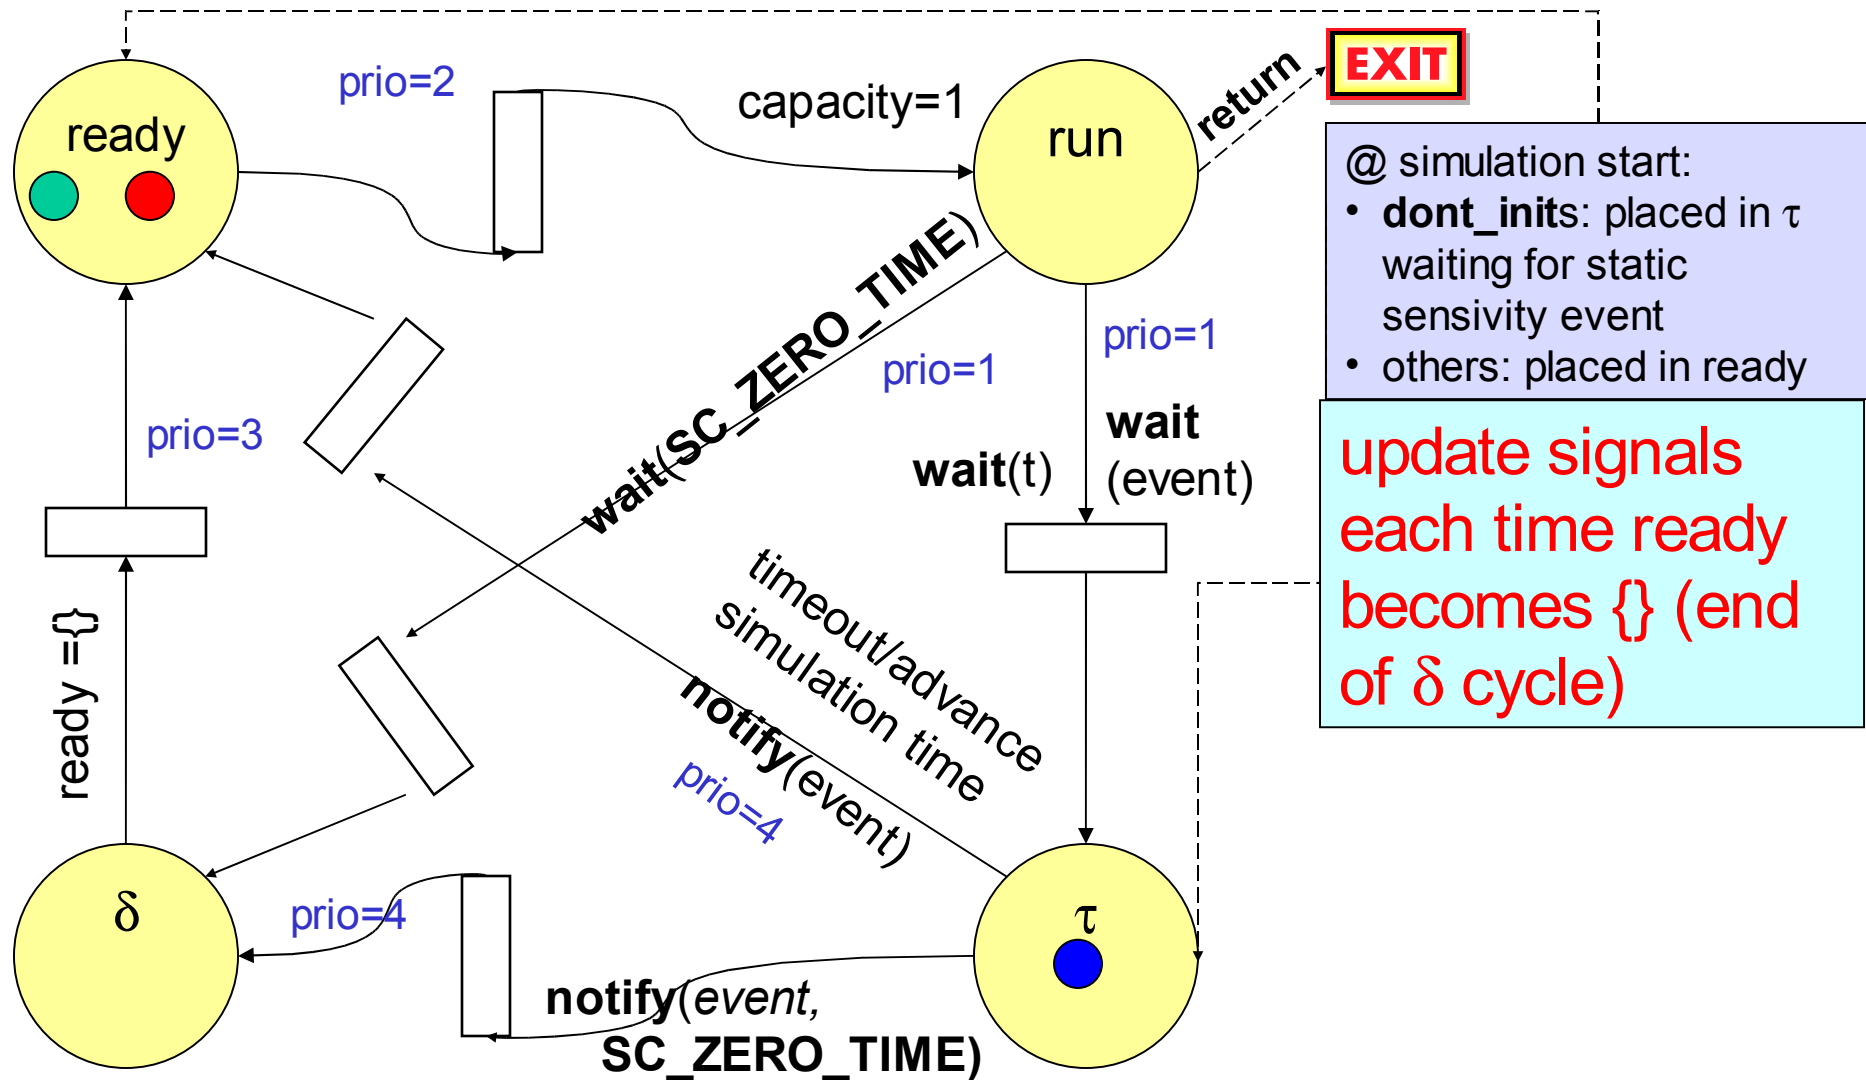 prio=2
capacity=1
return
EXIT
ready
run
@ simulation start:
• dont_inits: placed in τ
waiting for static
sensivity event
• others: placed in ready
wait(SC_ZERO_TIME)
prio=1
prio=1
prio=3
wait(t)
wait
(event)
update signals
each time ready
becomes {} (end
of δ cycle)
ready ={}
timeout/advance
simulation time
notify(event)
prio=4
δ
prio=4
τ
notify(event,
SC_ZERO_TIME)